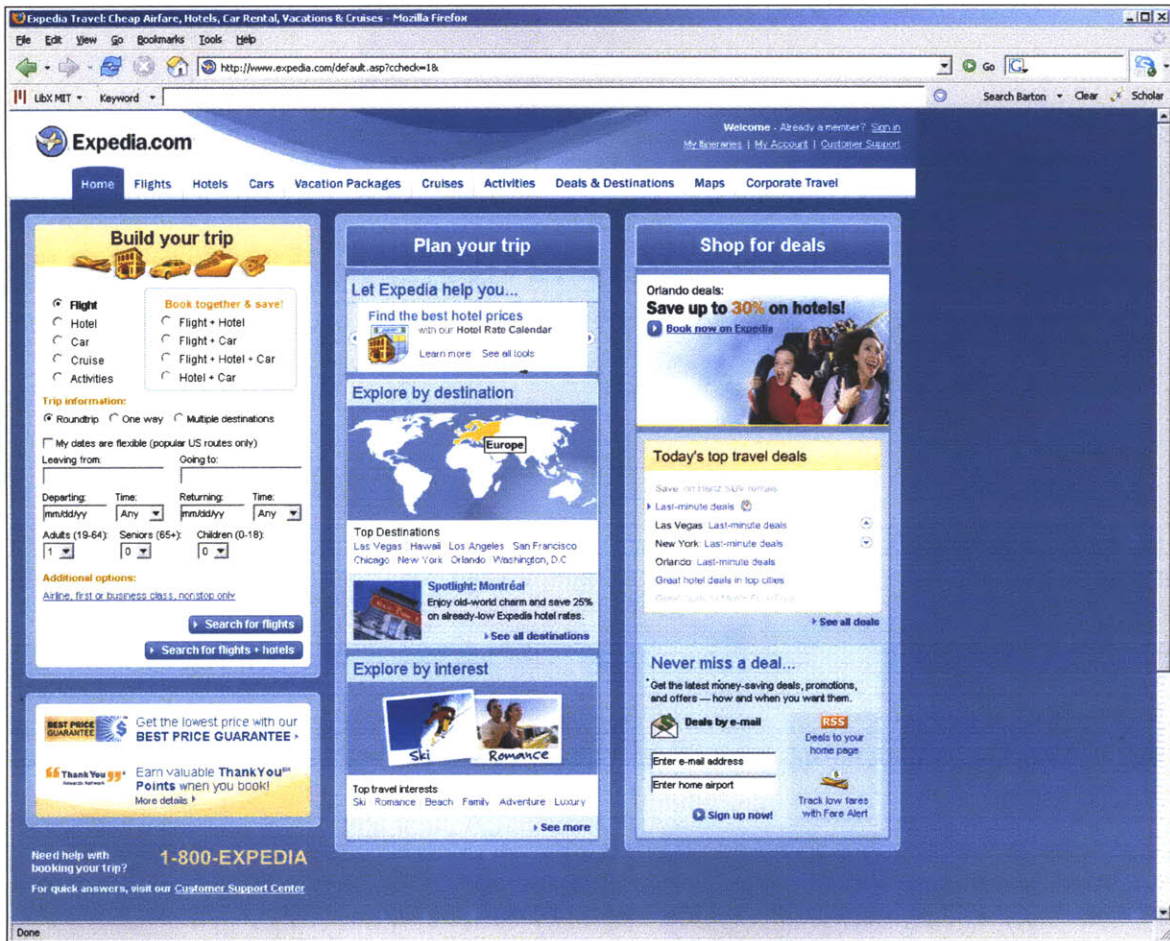 Expedia Travel: Cheap Airfare, Hotels, Car Rental, Vacations & Cruises - Mozilla Firefox
File Edit View Go Bookmarks Tools Help
http://www.expedia.com/default.asp?ccheck=1&
Go
LibX MIT Keyword
Search Barton Clear Scholar
Expedia.com
Welcome - Already a member? Sign in
My Itineraries | My Account | Customer Support
Home Flights Hotels Cars Vacation Packages Cruises Activities Deals & Destinations Maps Corporate Travel
Build your trip
Flight
Hotel
Car
Cruise
Activities
Book together & save!
Flight + Hotel
Flight + Car
Flight + Hotel + Car
Hotel + Car
Trip information:
Roundtrip One way Multiple destinations
My dates are flexible (popular US routes only)
Leaving from: Going to:
Departing: Time: Returning: Time:
mm/dd/yy Any mm/dd/yy Any
Adults (19-64): Seniors (65+): Children (0-18):
1 0 0
Additional options:
Airline, first or business class, nonstop only
Search for flights
Search for flights + hotels
BEST PRICE
GUARANTEE
Get the lowest price with our
BEST PRICE GUARANTEE
Thank You
Rewards Network
Earn valuable ThankYou℠
Points when you book!
More details
Need help with
booking your trip?
1-800-EXPEDIA
For quick answers, visit our Customer Support Center
Plan your trip
Let Expedia help you...
Find the best hotel prices
with our Hotel Rate Calendar
Learn more See all tools
Explore by destination
Europe
Top Destinations
Las Vegas Hawaii Los Angeles San Francisco
Chicago New York Orlando Washington, D.C
Spotlight: Montréal
Enjoy old-world charm and save 25%
on already-low Expedia hotel rates.
See all destinations
Explore by interest
Ski
Romance
Top travel interests
Ski Romance Beach Family Adventure Luxury
See more
Shop for deals
Orlando deals:
Save up to 30% on hotels!
Book now on Expedia
Today's top travel deals
Save on Hertz SUV rentals
Last-minute deals
Las Vegas Last-minute deals
New York: Last-minute deals
Orlando Last-minute deals
Great hotel deals in top cities
See all deals
Never miss a deal...
Get the latest money-saving deals, promotions,
and offers — how and when you want them.
Deals by e-mail
Enter e-mail address
Enter home airport
Sign up now!
RSS
Deals to your
home page
Track low fares
with Fare Alert
Done